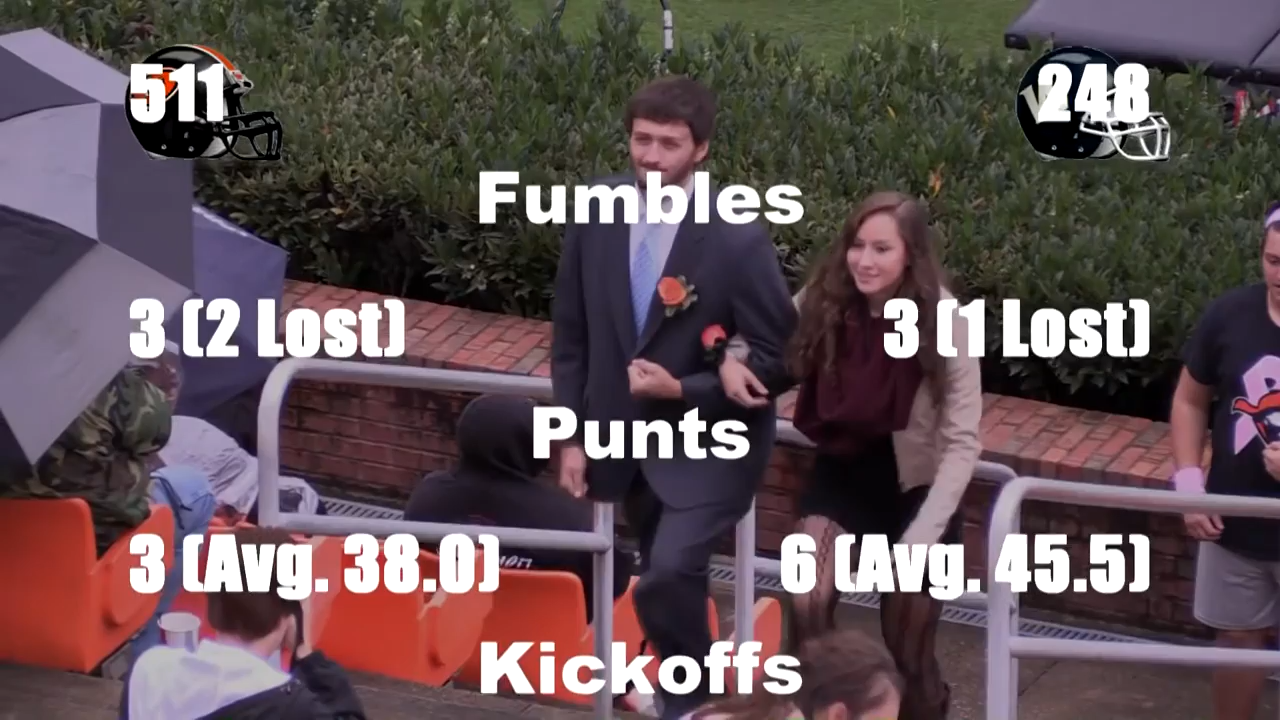 511 248
Fumbles
3 (2 Lost) 3 (1 Lost)
Punts
3 (Avg. 38.0) 6 (Avg. 45.5)
Kickoffs